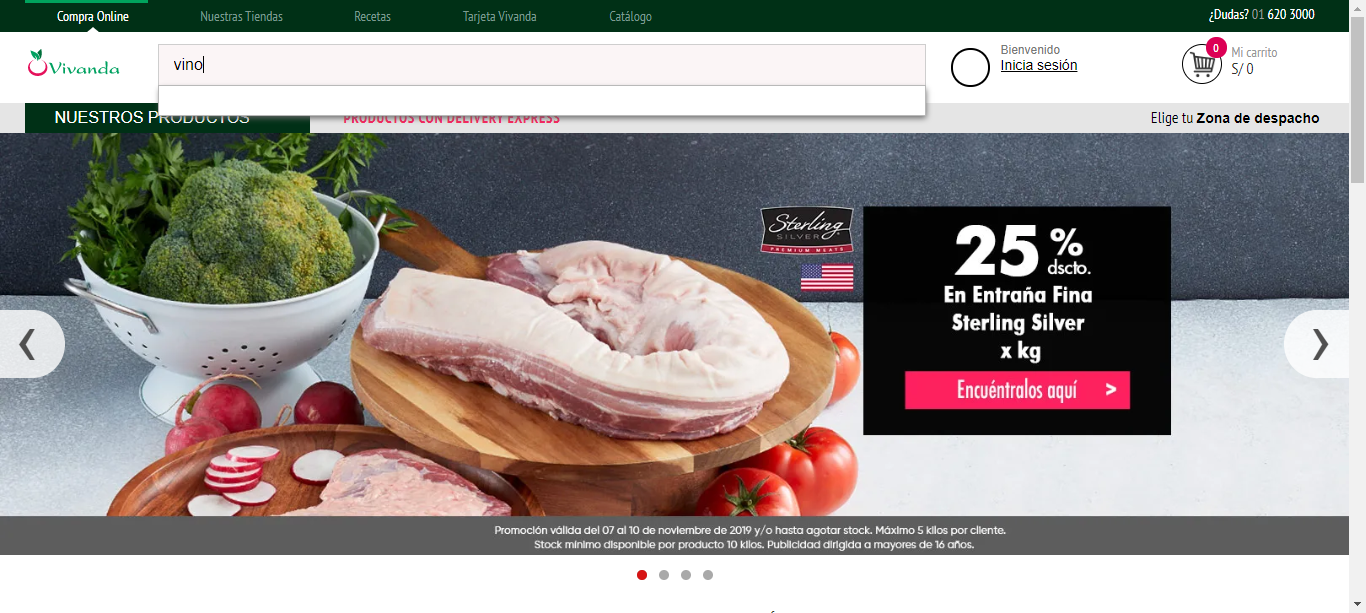 Compra Online
Nuestras Tiendas
Recetas
Tarjeta Vivanda
Catálogo
¿Dudas? 01 620 3000
Vivanda
vino
Bienvenido
Inicia sesión
0
Mi carrito
S/ 0
NUESTROS PRODUCTOS
PRODUCTOS CON DELIVERY EXPRESS
Elige tu Zona de despacho
Sterling
SILVER
PREMIUM MEATS
25%
dscto.
En Entraña Fina
Sterling Silver
x kg
Encuéntralos aquí >
Promoción válida del 07 al 10 de noviembre de 2019 y/o hasta agotar stock. Máximo 5 kilos por cliente.
Stock mínimo disponible por producto 10 kilos. Publicidad dirigida a mayores de 16 años.